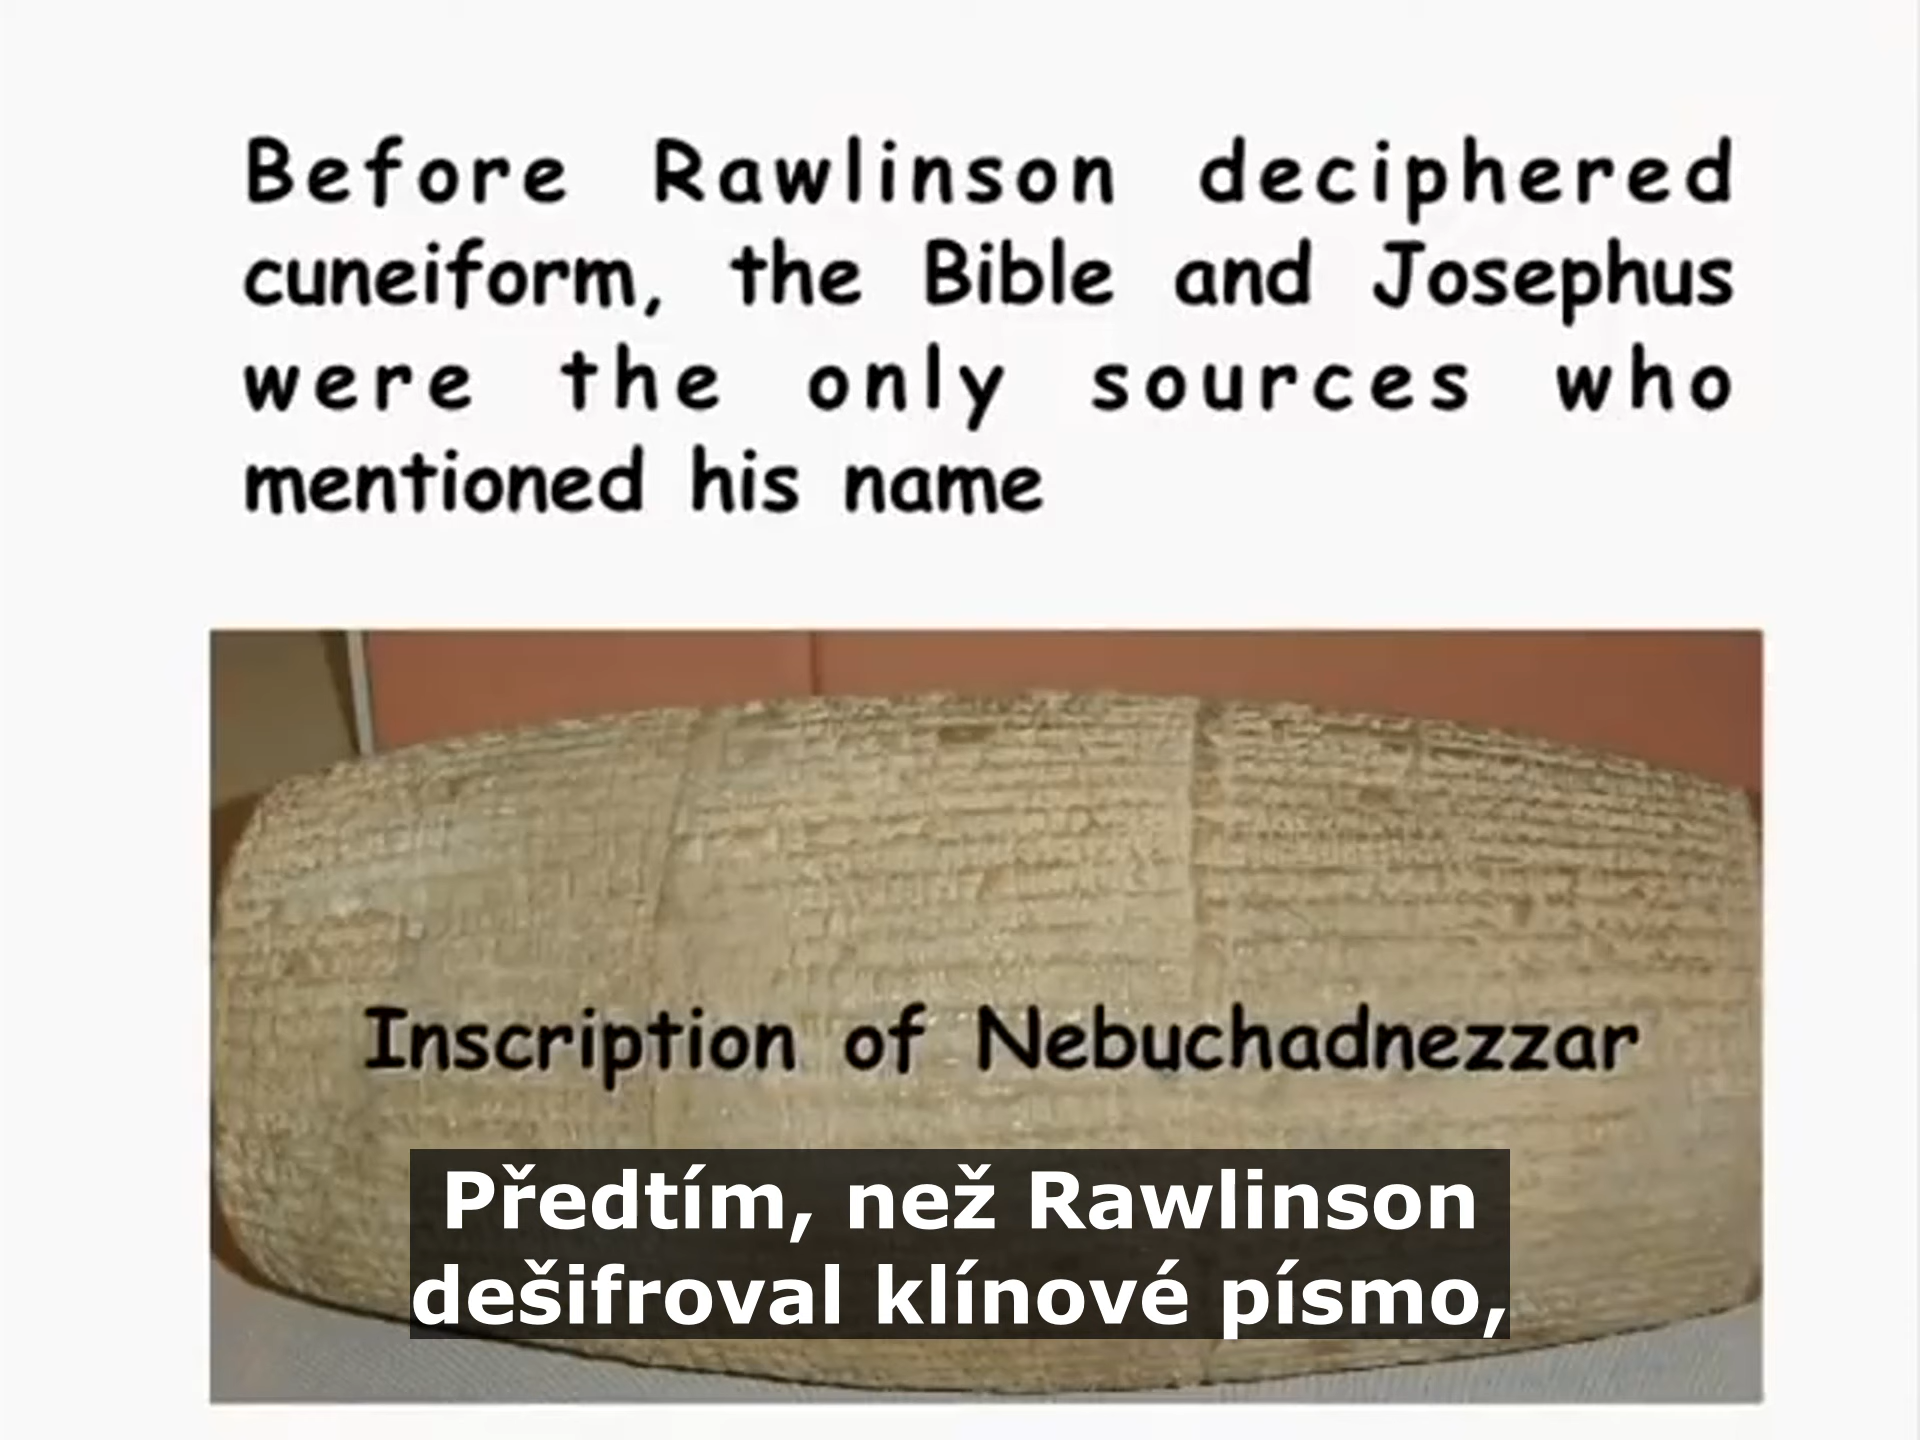 Before Rawlinson deciphered
cuneiform, the Bible and Josephus
were the only sources who
mentioned his name
Inscription of Nebuchadnezzar
Předtím, než Rawlinson
dešifroval klínové písmo,